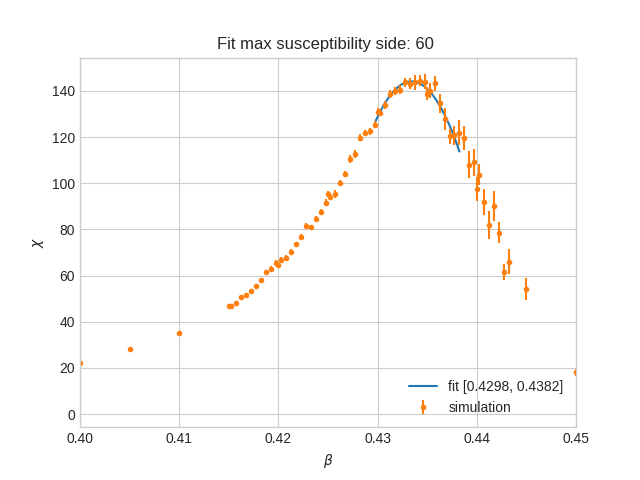 Fit max susceptibility side: 60
χ
140
120
100
80
60
40
20
0
fit [0.4298, 0.4382]
simulation
0.40 0.41 0.42 0.43 0.44 0.45
β